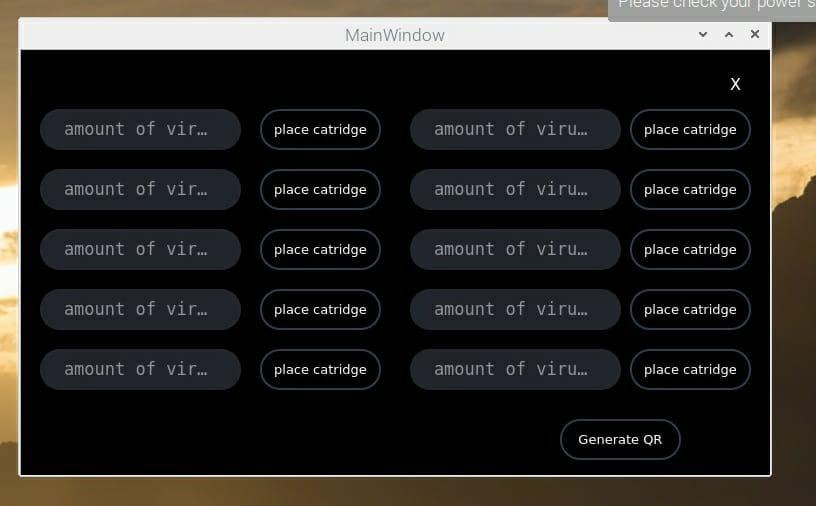 Please check your power s
MainWindow
X
amount of vir… place catridge amount of viru… place catridge
amount of vir… place catridge amount of viru… place catridge
amount of vir… place catridge amount of viru… place catridge
amount of vir… place catridge amount of viru… place catridge
amount of vir… place catridge amount of viru… place catridge
Generate QR